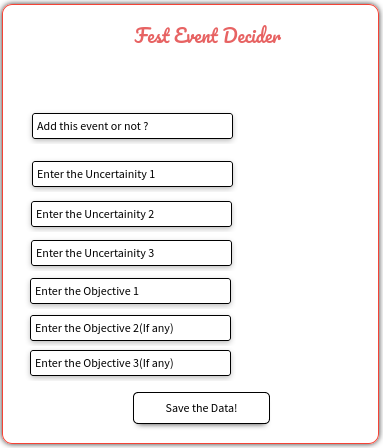 Fest Event Decider
Add this event or not ?
Enter the Uncertainity 1
Enter the Uncertainity 2
Enter the Uncertainity 3
Enter the Objective 1
Enter the Objective 2(If any)
Enter the Objective 3(If any)
Save the Data!